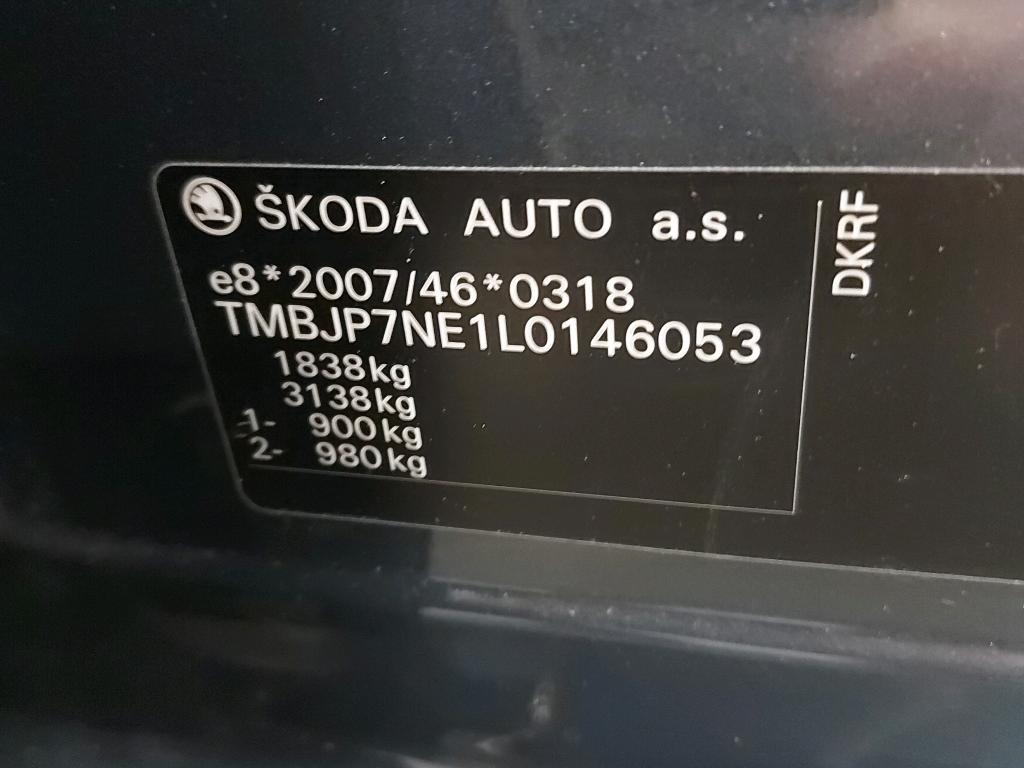 ŠKODA AUTO a.s.
e8*2007/46*0318
TMBJP7NE1L0146053
1838kg
3138kg
1- 900kg
2- 980kg
DKRF